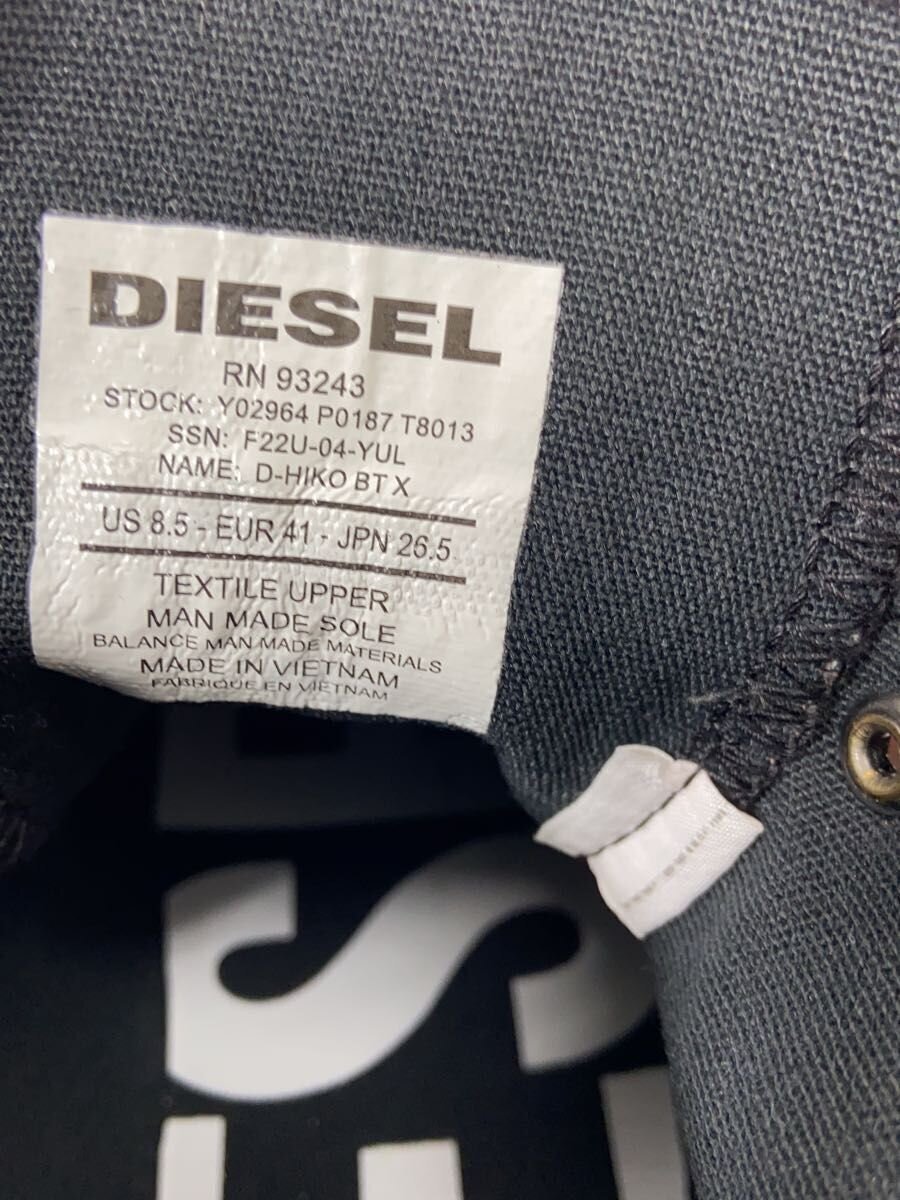 DIESEL
RN 93243
STOCK: Y02964 P0187 T8013
SSN: F22U-04-YUL
NAME: D-HIKO BT X
US 8.5 - EUR 41 - JPN 26.5
TEXTILE UPPER
MAN MADE SOLE
BALANCE MAN MADE MATERIALS
MADE IN VIETNAM
FABRIQUE EN VIETNAM